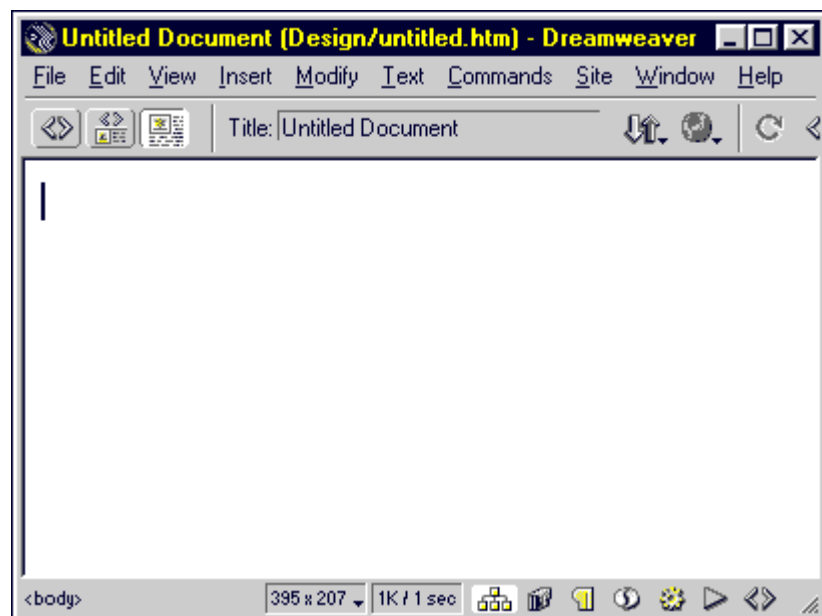 Untitled Document (Design/untitled.htm) - Dreamweaver
File Edit View Insert Modify Text Commands Site Window Help
Title: Untitled Document
<body> 395 x 207 1K / 1 sec